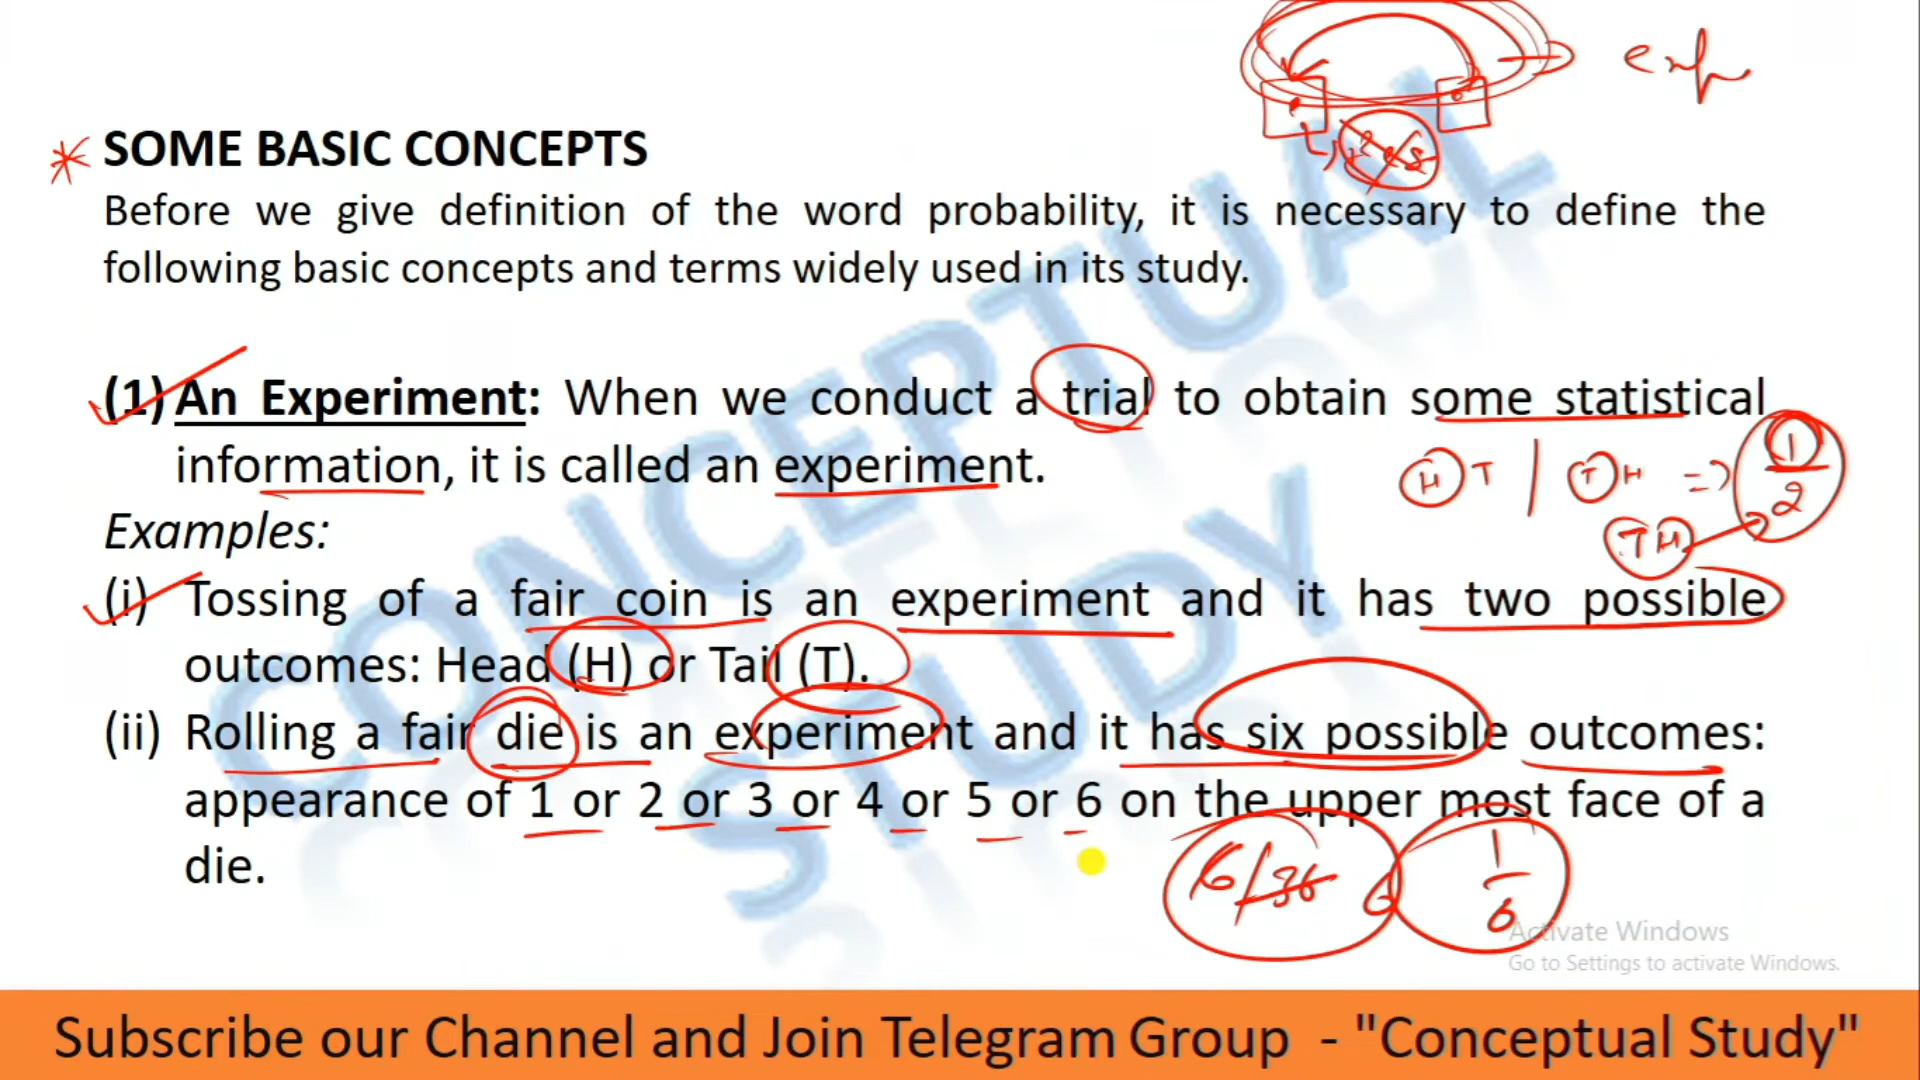 exp
SOME BASIC CONCEPTS
Before we give definition of the word probability, it is necessary to define the
following basic concepts and terms widely used in its study.
(1) An Experiment: When we conduct a trial to obtain some statistical
information, it is called an experiment.
H T | T H => 1/2
TH
Examples:
(i) Tossing of a fair coin is an experiment and it has two possible
outcomes: Head (H) or Tail (T).
(ii) Rolling a fair die is an experiment and it has six possible outcomes:
appearance of 1 or 2 or 3 or 4 or 5 or 6 on the upper most face of a
die.
6/36 1/6
CONCEPTUAL
STUDY
Activate Windows
Go to Settings to activate Windows.
Subscribe our Channel and Join Telegram Group - "Conceptual Study"